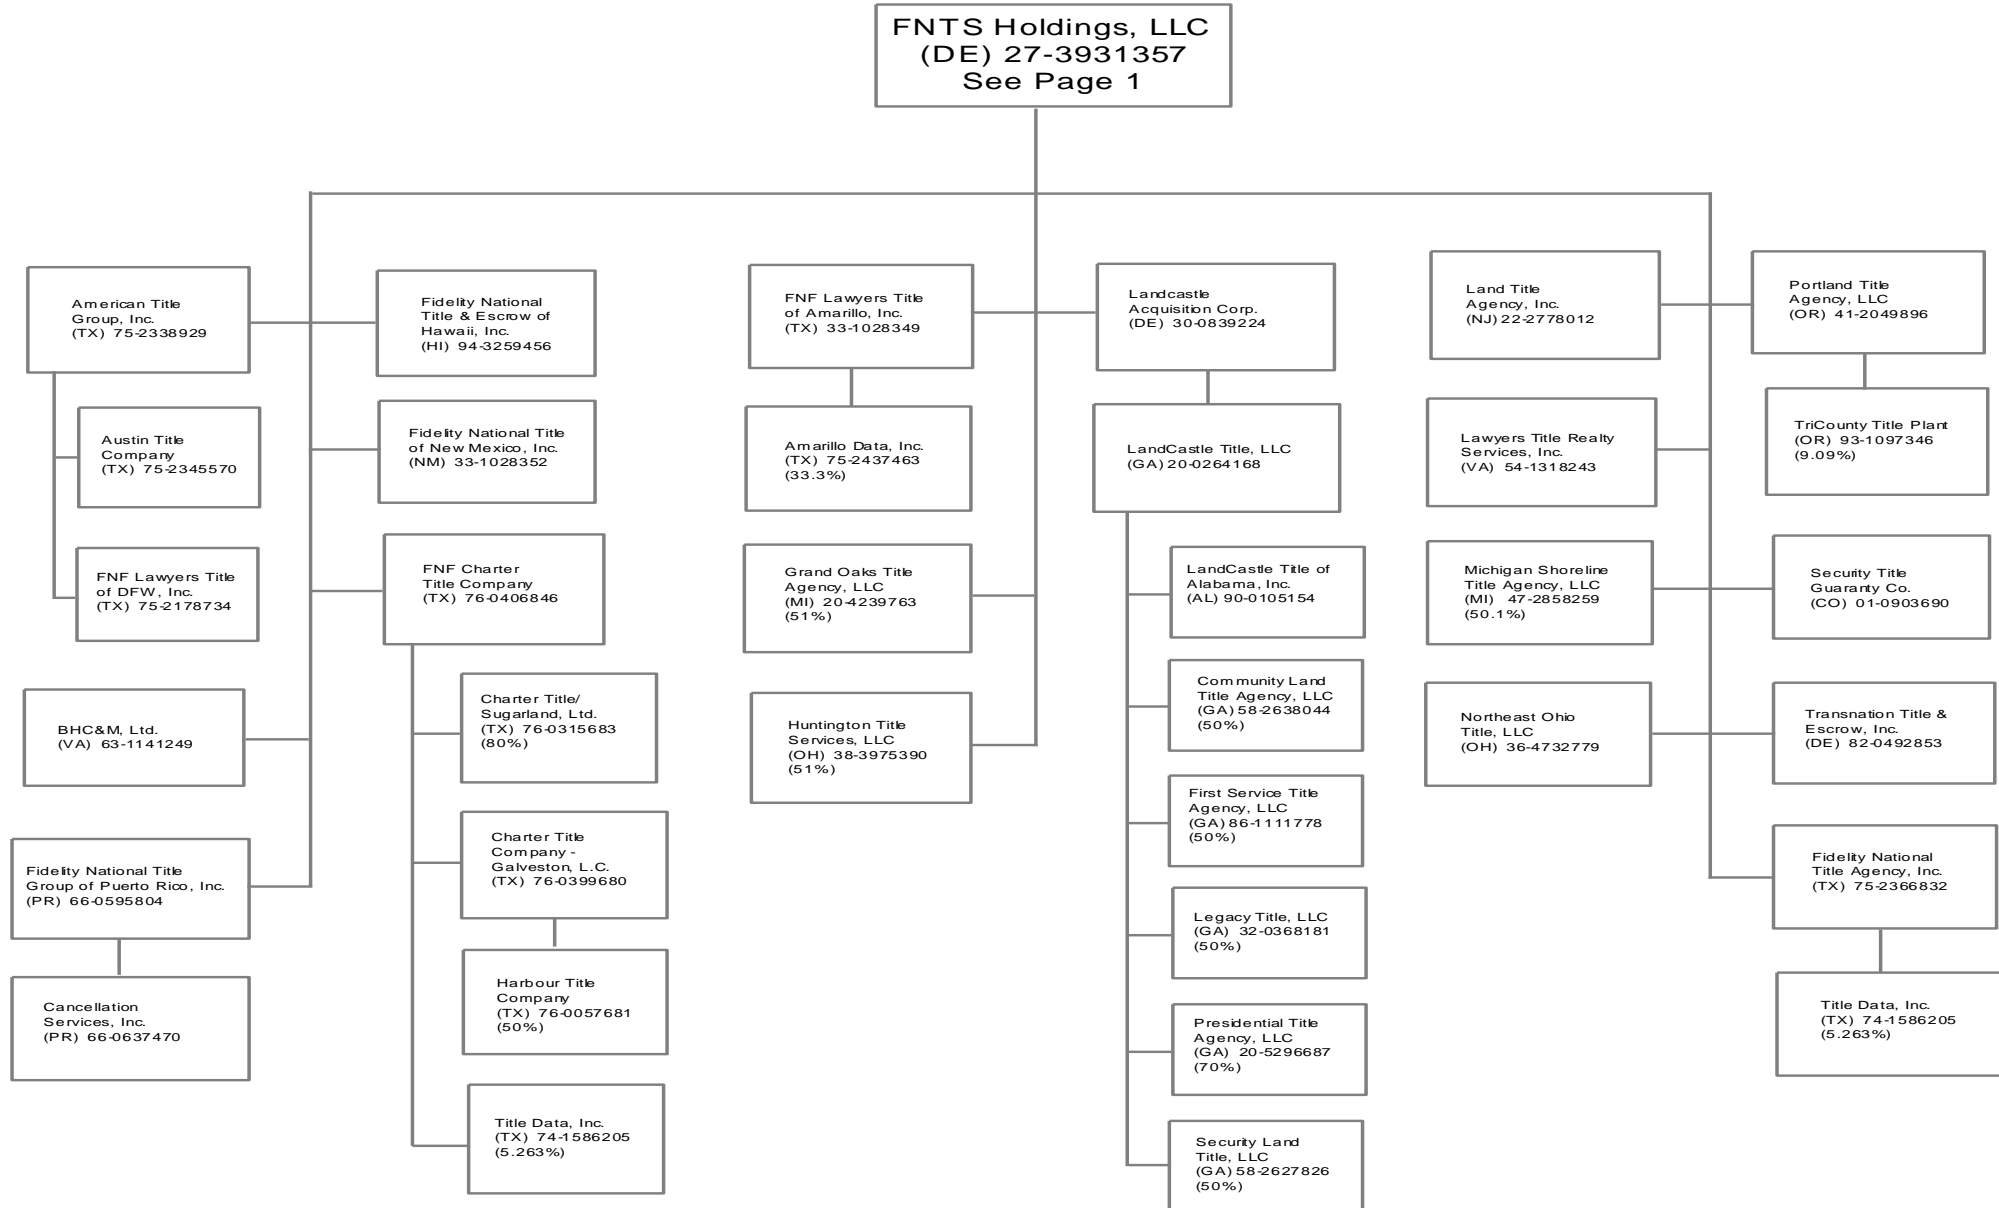 FNTS Holdings, LLC
(DE) 27-3931357
See Page 1
American Title
Group, Inc.
(TX) 75-2338929
Fidelity National
Title & Escrow of
Hawaii, Inc.
(HI) 94-3259456
FNF Lawyers Title
of Amarillo, Inc.
(TX) 33-1028349
Landcastle
Acquisition Corp.
(DE) 30-0839224
Land Title
Agency, Inc.
(NJ) 22-2778012
Portland Title
Agency, LLC
(OR) 41-2049896
Austin Title
Company
(TX) 75-2345570
Fidelity National Title
of New Mexico, Inc.
(NM) 33-1028352
Amarillo Data, Inc.
(TX) 75-2437463
(33.3%)
LandCastle Title, LLC
(GA) 20-0264168
Lawyers Title Realty
Services, Inc.
(VA) 54-1318243
TriCounty Title Plant
(OR) 93-1097346
(9.09%)
FNF Lawyers Title
of DFW, Inc.
(TX) 75-2178734
FNF Charter
Title Company
(TX) 76-0406846
Grand Oaks Title
Agency, LLC
(MI) 20-4239763
(51%)
LandCastle Title of
Alabama, Inc.
(AL) 90-0105154
Michigan Shoreline
Title Agency, LLC
(MI) 47-2858259
(50.1%)
Security Title
Guaranty Co.
(CO) 01-0903690
BHC&M, Ltd.
(VA) 63-1141249
Charter Title/
Sugarland, Ltd.
(TX) 76-0315683
(80%)
Huntington Title
Services, LLC
(OH) 38-3975390
(51%)
Community Land
Title Agency, LLC
(GA) 58-2638044
(50%)
Northeast Ohio
Title, LLC
(OH) 36-4732779
Transnation Title &
Escrow, Inc.
(DE) 82-0492853
First Service Title
Agency, LLC
(GA) 86-1111778
(50%)
Fidelity National Title
Group of Puerto Rico, Inc.
(PR) 66-0595804
Charter Title
Company -
Galveston, L.C.
(TX) 76-0399680
Fidelity National
Title Agency, Inc.
(TX) 75-2366832
Legacy Title, LLC
(GA) 32-0368181
(50%)
Cancellation
Services, Inc.
(PR) 66-0637470
Harbour Title
Company
(TX) 76-0057681
(50%)
Presidential Title
Agency, LLC
(GA) 20-5296687
(70%)
Title Data, Inc.
(TX) 74-1586205
(5.263%)
Title Data, Inc.
(TX) 74-1586205
(5.263%)
Security Land
Title, LLC
(GA) 58-2627826
(50%)